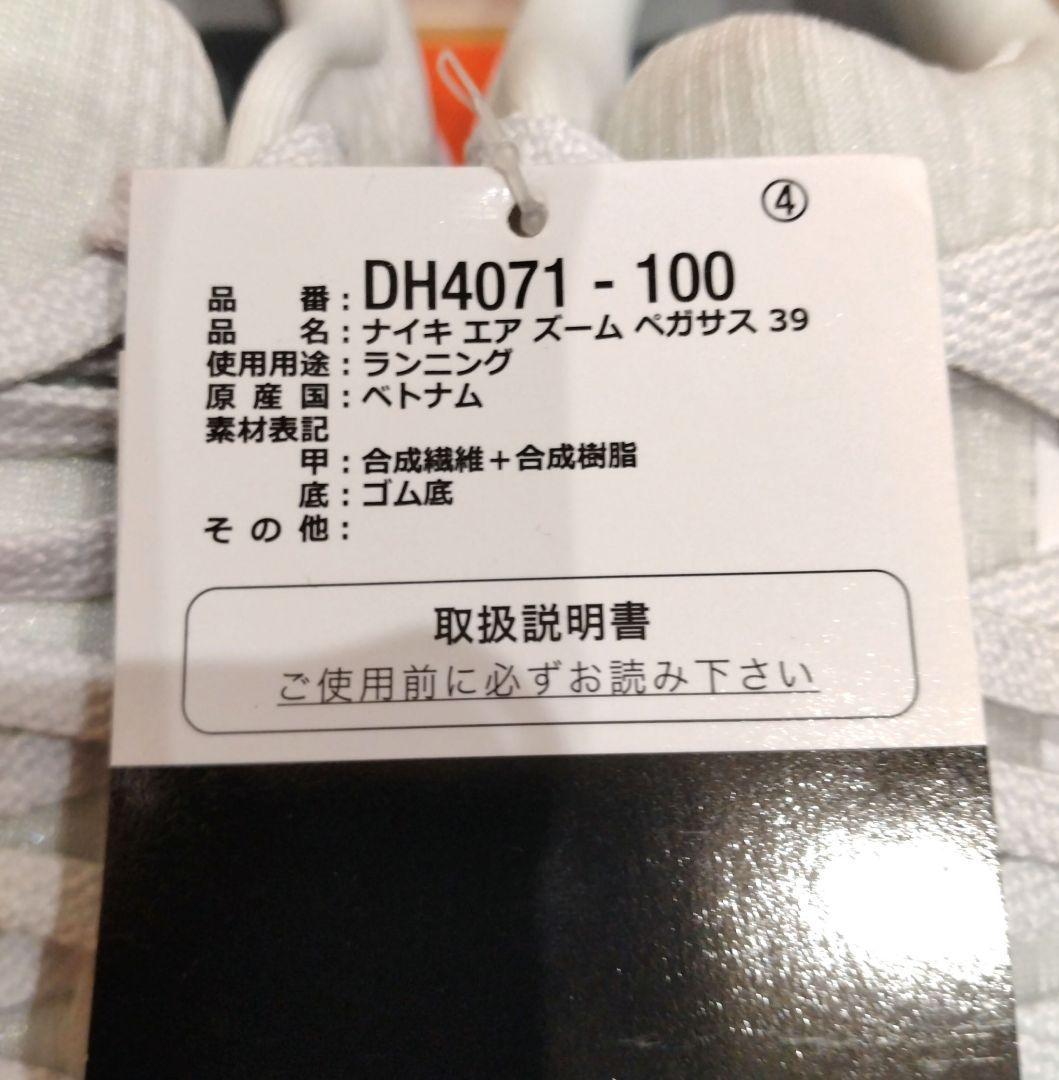 ④
品番：DH4071 - 100
品名：ナイキ エア ズーム ペガサス 39
使用用途：ランニング
原産国：ベトナム
素材表記
甲：合成繊維＋合成樹脂
底：ゴム底
その他：
取扱説明書
ご使用前に必ずお読み下さい